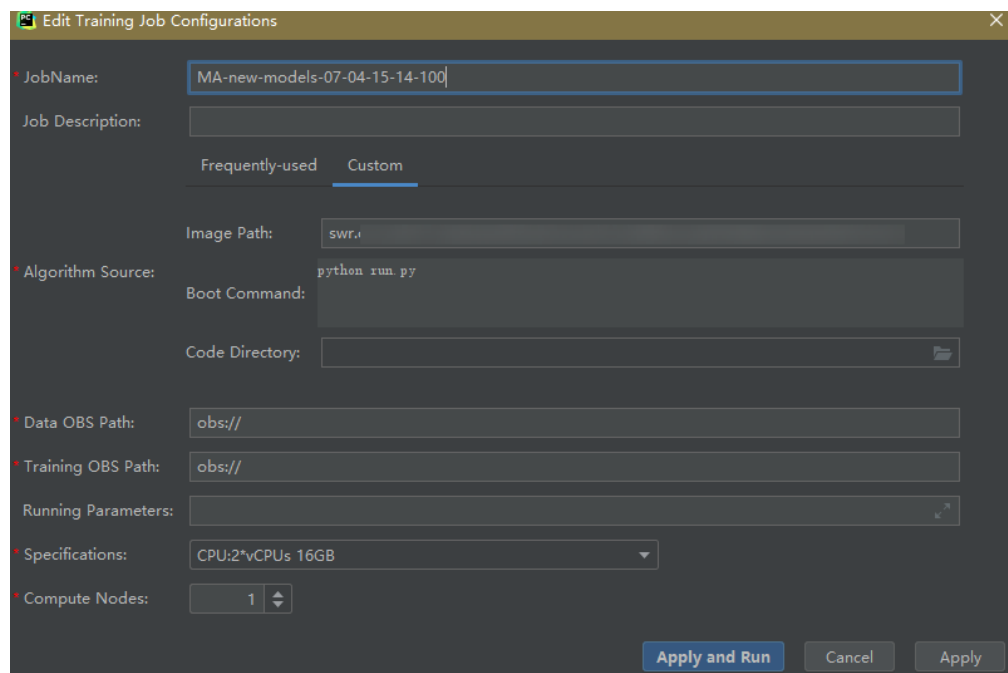 PC Edit Training Job Configurations
* JobName: MA-new-models-07-04-15-14-100
Job Description:
Frequently-used Custom
Image Path: swr.
* Algorithm Source:
python run.py
Boot Command:
Code Directory:
* Data OBS Path: obs://
* Training OBS Path: obs://
Running Parameters:
* Specifications: CPU:2*vCPUs 16GB
* Compute Nodes: 1
Apply and Run Cancel Apply